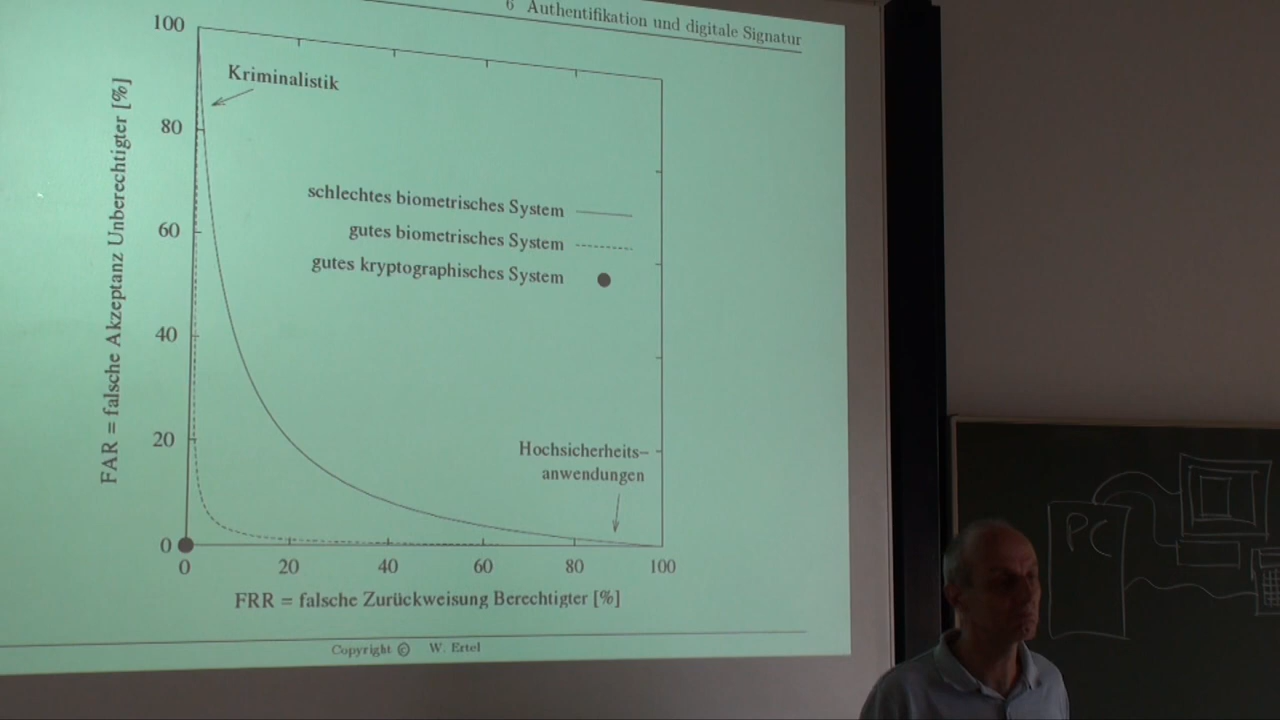 6 Authentifikation und digitale Signatur
100
80
60
40
20
0
FAR = falsche Akzeptanz Unberechtigter [%]
Kriminalistik
schlechtes biometrisches System
gutes biometrisches System
gutes kryptographisches System
Hochsicherheits-
anwendungen
0 20 40 60 80 100
FRR = falsche Zurückweisung Berechtigter [%]
Copyright © W. Ertel
PC